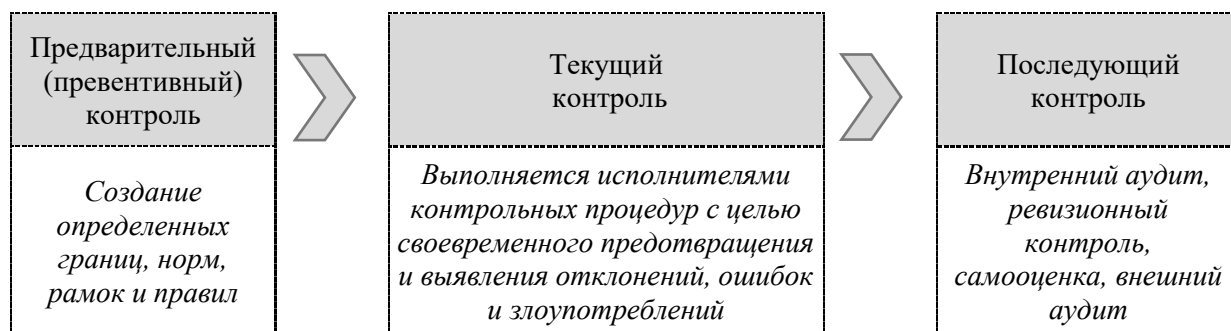 Предварительный
(превентивный)
контроль
Создание
определенных
границ, норм,
рамок и правил
Текущий
контроль
Выполняется исполнителями
контрольных процедур с целью
своевременного предотвращения
и выявления отклонений, ошибок
и злоупотреблений
Последующий
контроль
Внутренний аудит,
ревизионный
контроль,
самооценка, внешний
аудит